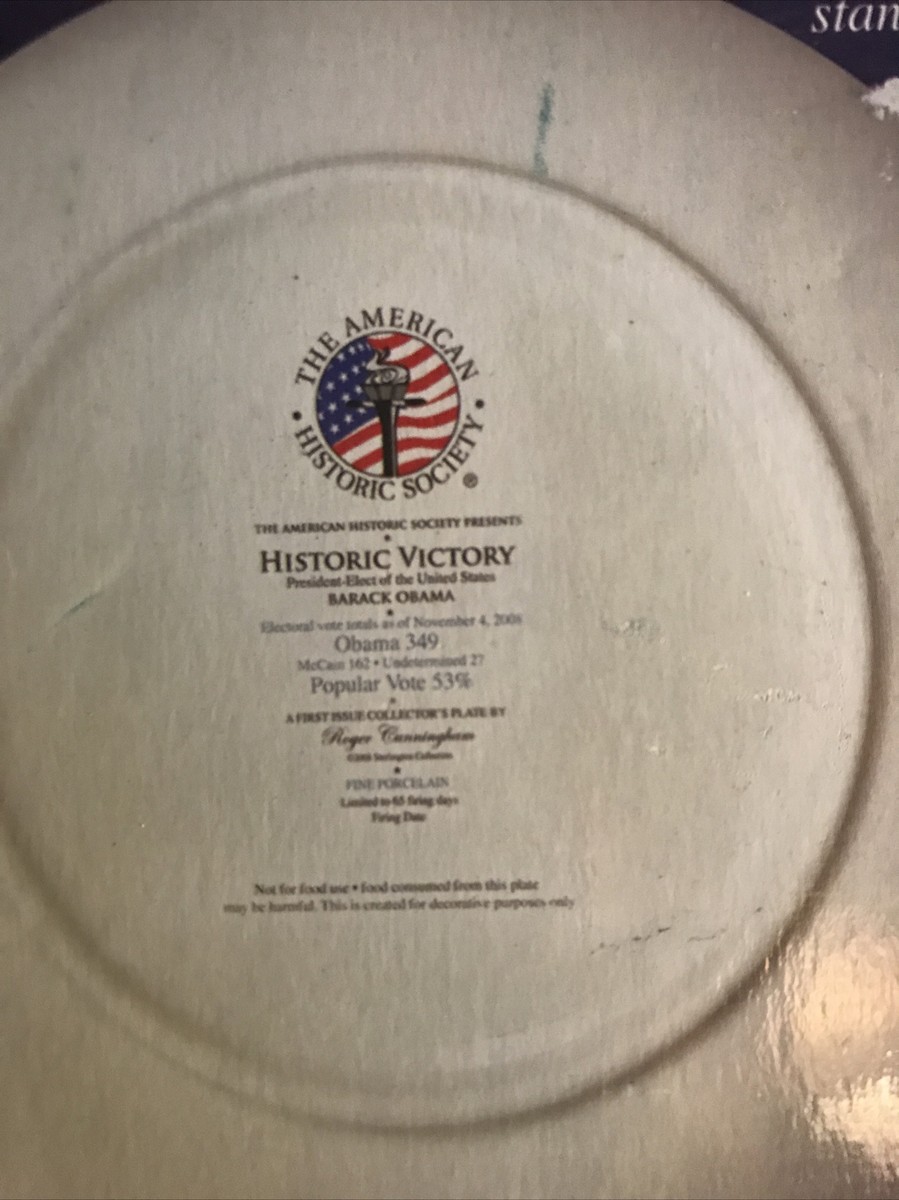 stan
THE AMERICAN
HISTORIC SOCIETY®
THE AMERICAN HISTORIC SOCIETY PRESENTS
HISTORIC VICTORY
President-Elect of the United States
BARACK OBAMA
Electoral vote totals as of November 4, 2008
Obama 349
McCain 162 • Undetermined 27
Popular Vote 53%
A FIRST ISSUE COLLECTOR'S PLATE BY
Roger Cunningham
FINE PORCELAIN
Limited to 65 firing days
Firing Date
Not for food use • food consumed from this plate
may be harmful. This is created for decorative purposes only